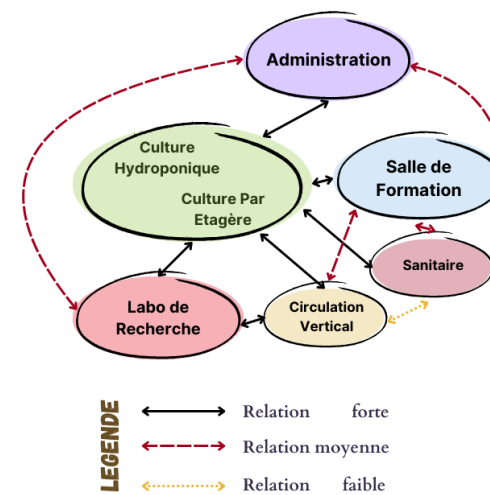 Administration
Culture
Hydroponique
Culture Par
Etagère
Salle de
Formation
Sanitaire
Labo de
Recherche
Circulation
Vertical
LEGENDE
Relation forte
Relation moyenne
Relation faible